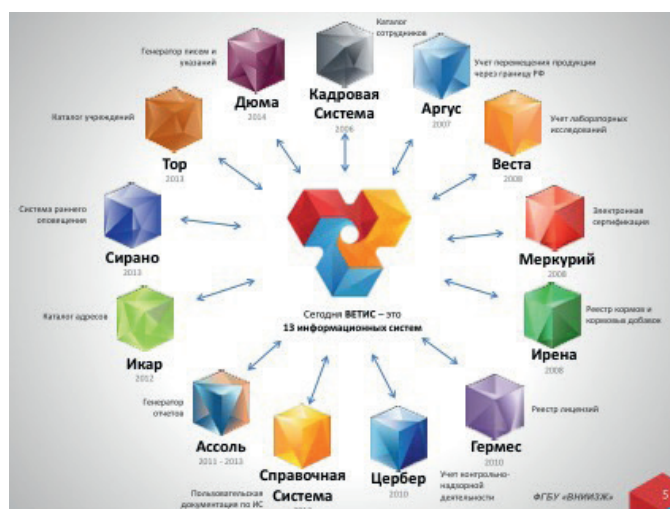 Каталог
сотрудников
Кадровая
Система
2006
Учет перемещения продукции
через границу РФ
Аргус
2007
Учет лабораторных
исследований
Веста
2008
Электронная
сертификация
Меркурий
2008
Реестр кормов и
кормовых добавок
Ирена
2008
Реестр лицензий
Гермес
2010
Цербер
2010
Учет контрольно-
надзорной
деятельности
Справочная
Система
Пользовательская
документация по ИС
Генератор
отчетов
Ассоль
2011 - 2013
Каталог адресов
Икар
2012
Система раннего
оповещения
Сирано
2013
Каталог учреждений
Тор
2013
Генератор писем и
указаний
Дюма
2014
Сегодня ВЕТИС – это
13 информационных систем
ФГБУ «ВНИИЗЖ»
5